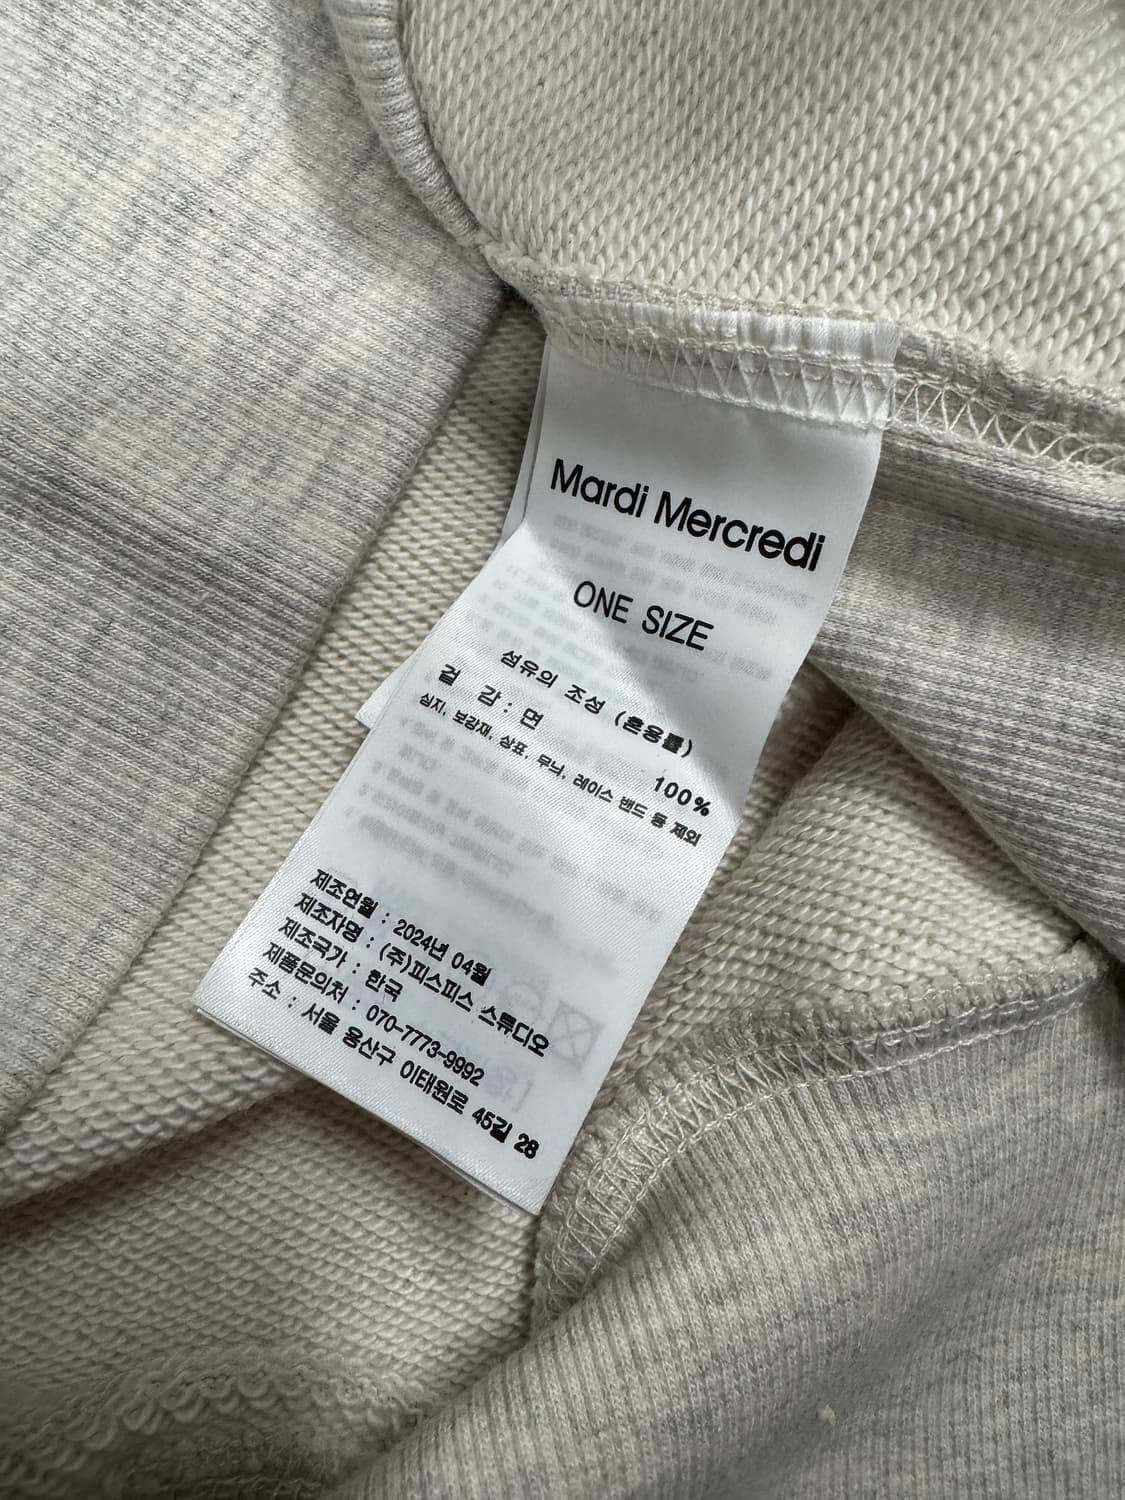 Mardi Mercredi
ONE SIZE
섬유의 조성 (혼용률)
겉 감 : 면 100%
심지, 보강재, 상표, 무늬, 레이스 밴드 등 제외
제조연월 : 2024년 04월
제조자명 : (주)피스피스 스튜디오
제조국가 : 한국
제품문의처 : 070-7773-9992
주소 : 서울 용산구 이태원로 45길 28